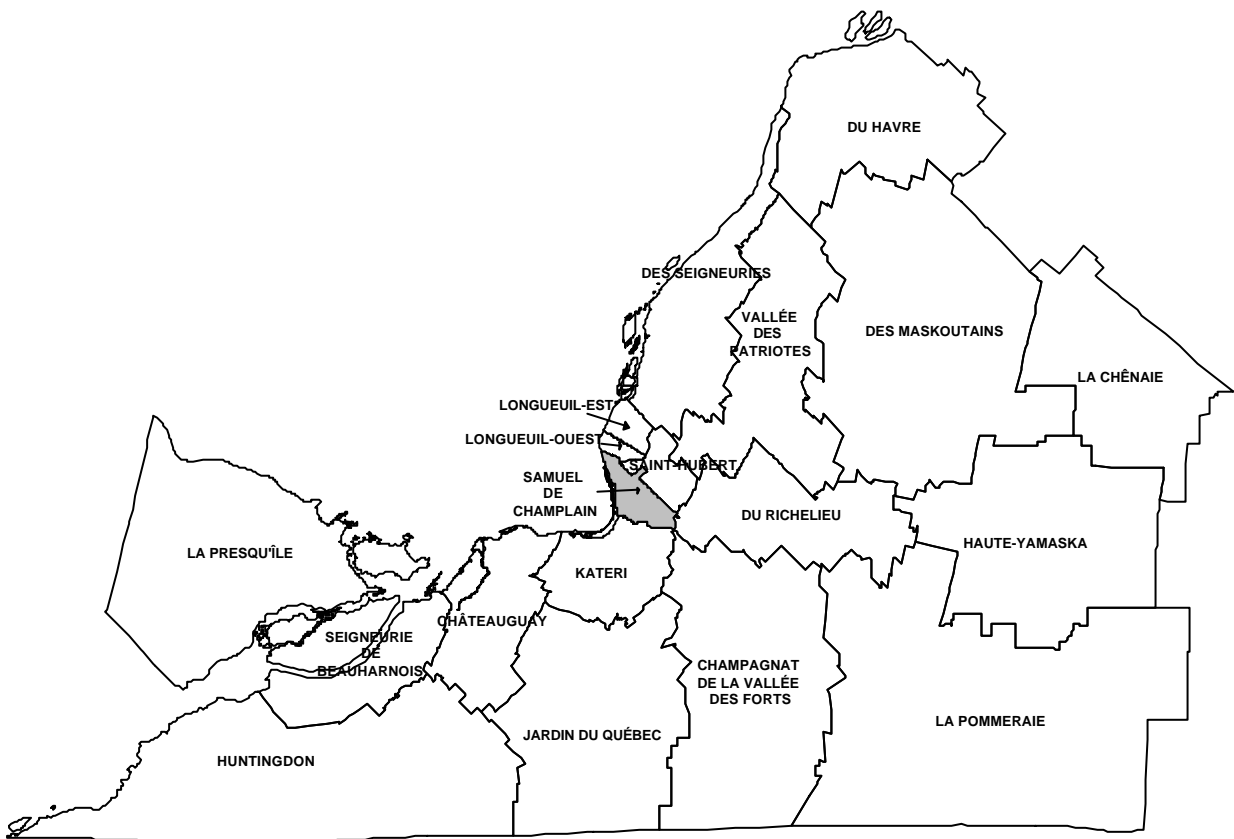 DU HAVRE
DES SEIGNEURIES
VALLÉE
DES
PATRIOTES
DES MASKOUTAINS
LA CHÊNAIE
LONGUEUIL-EST
LONGUEUIL-OUEST
SAINT-HUBERT
SAMUEL
DE
CHAMPLAIN
DU RICHELIEU
HAUTE-YAMASKA
LA PRESQU'ÎLE
KATERI
CHÂTEAUGUAY
SEIGNEURIE
DE
BEAUHARNOIS
CHAMPAGNAT
DE LA VALLÉE
DES FORTS
LA POMMERAIE
JARDIN DU QUÉBEC
HUNTINGDON